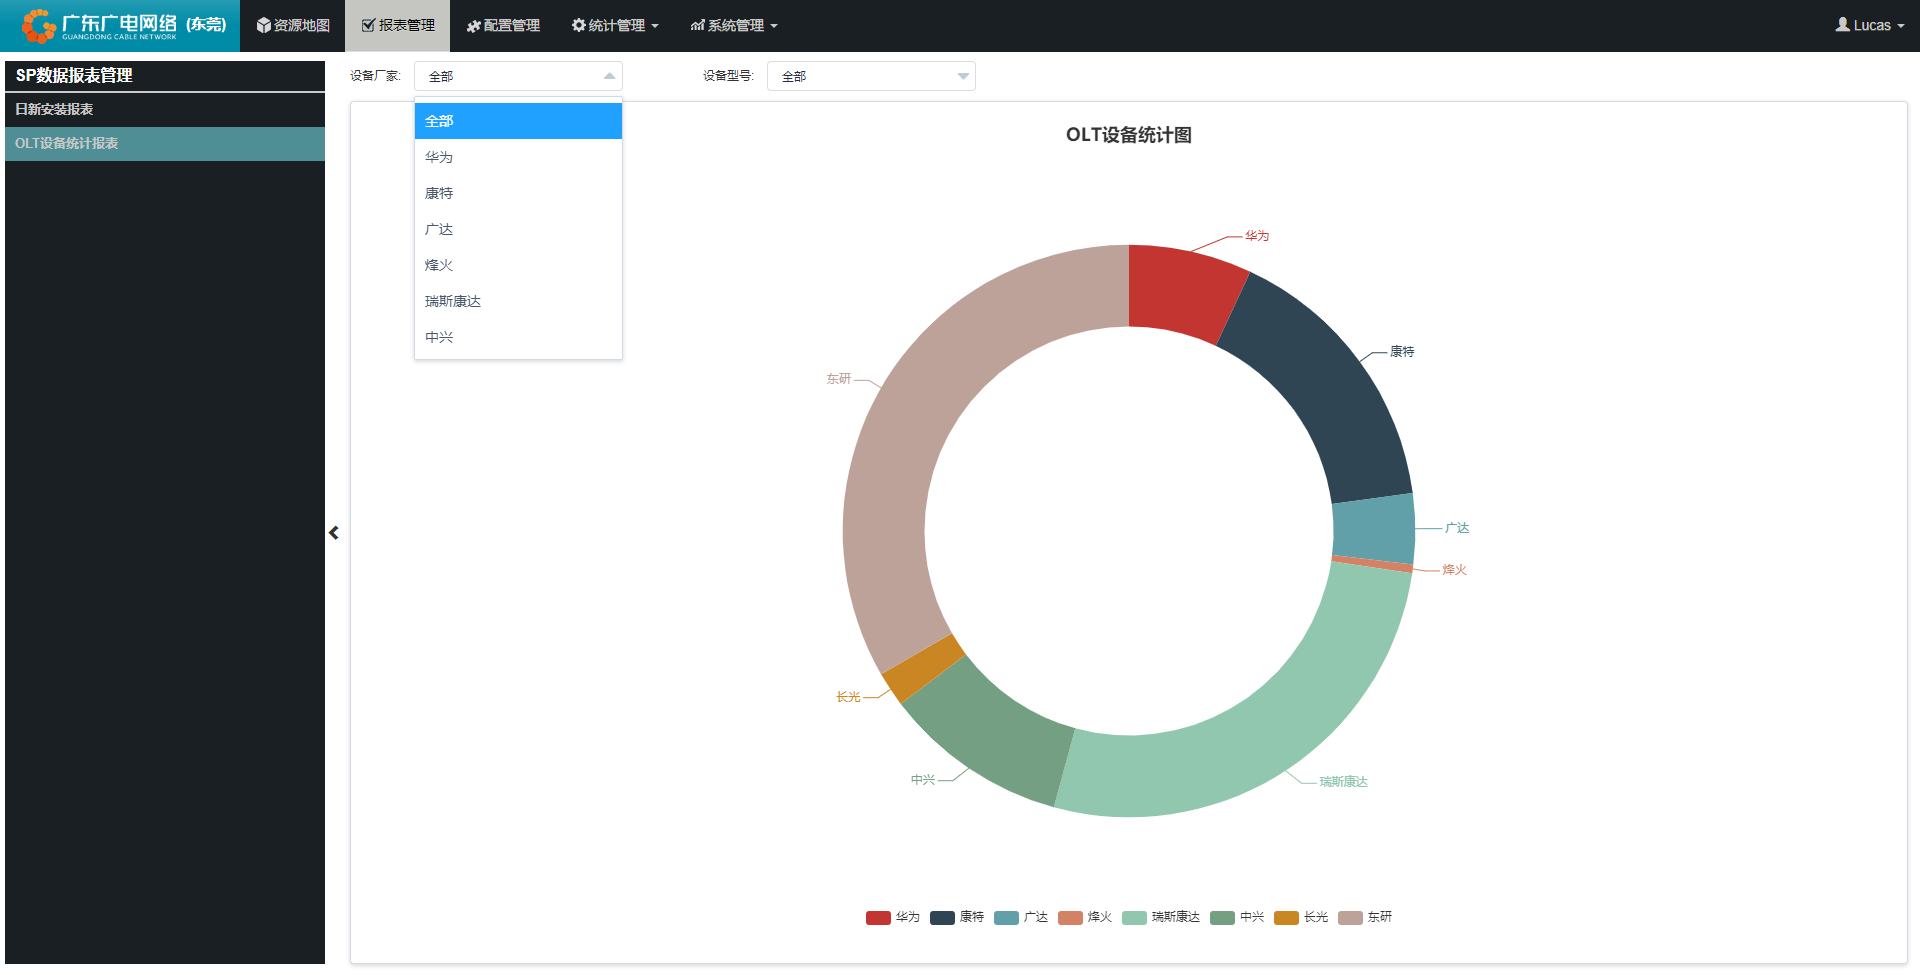 广东广电网络 (东莞)
GUANGDONG CABLE NETWORK
资源地图
报表管理
配置管理
统计管理
系统管理
Lucas
SP数据报表管理
日新安装报表
OLT设备统计报表
设备厂家: 全部
设备型号: 全部
全部
华为
康特
广达
烽火
瑞斯康达
中兴
OLT设备统计图
华为
康特
东研
广达
烽火
长光
中兴
瑞斯康达
华为 康特 广达 烽火 瑞斯康达 中兴 长光 东研